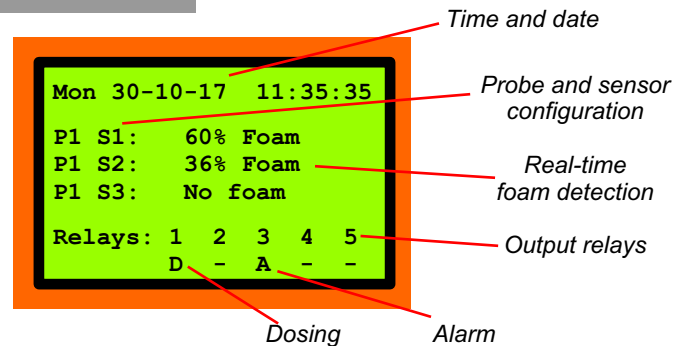 Time and date
Mon 30-10-17 11:35:35
Probe and sensor
configuration
P1 S1: 60% Foam
P1 S2: 36% Foam
P1 S3: No foam
Real-time
foam detection
Relays: 1 2 3 4 5
D - A - -
Output relays
Dosing
Alarm